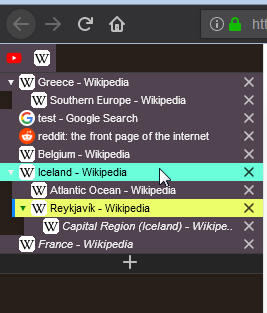 htt
Greece - Wikipedia
Southern Europe - Wikipedia
test - Google Search
reddit: the front page of the internet
Belgium - Wikipedia
Iceland - Wikipedia
Atlantic Ocean - Wikipedia
Reykjavík - Wikipedia
Capital Region (Iceland) - Wikipe..
France - Wikipedia